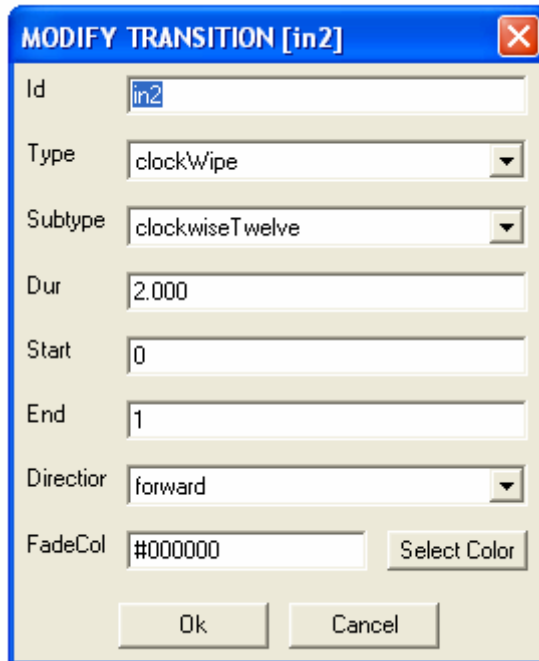 MODIFY TRANSITION [in2]
Id in2
Type clockWipe
Subtype clockwiseTwelve
Dur 2.000
Start 0
End 1
Directior forward
FadeCol #000000 Select Color
Ok Cancel